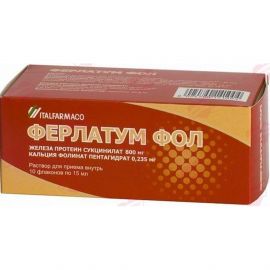 ITALFARMACO
ФЕРЛАТУМ ФОЛ
ЖЕЛЕЗА ПРОТЕИН СУКЦИНИЛАТ 800 мг
КАЛЬЦИЯ ФОЛИНАТ ПЕНТАГИДРАТ 0,235 мг
Раствор для приема внутрь
10 флаконов по 15 мл